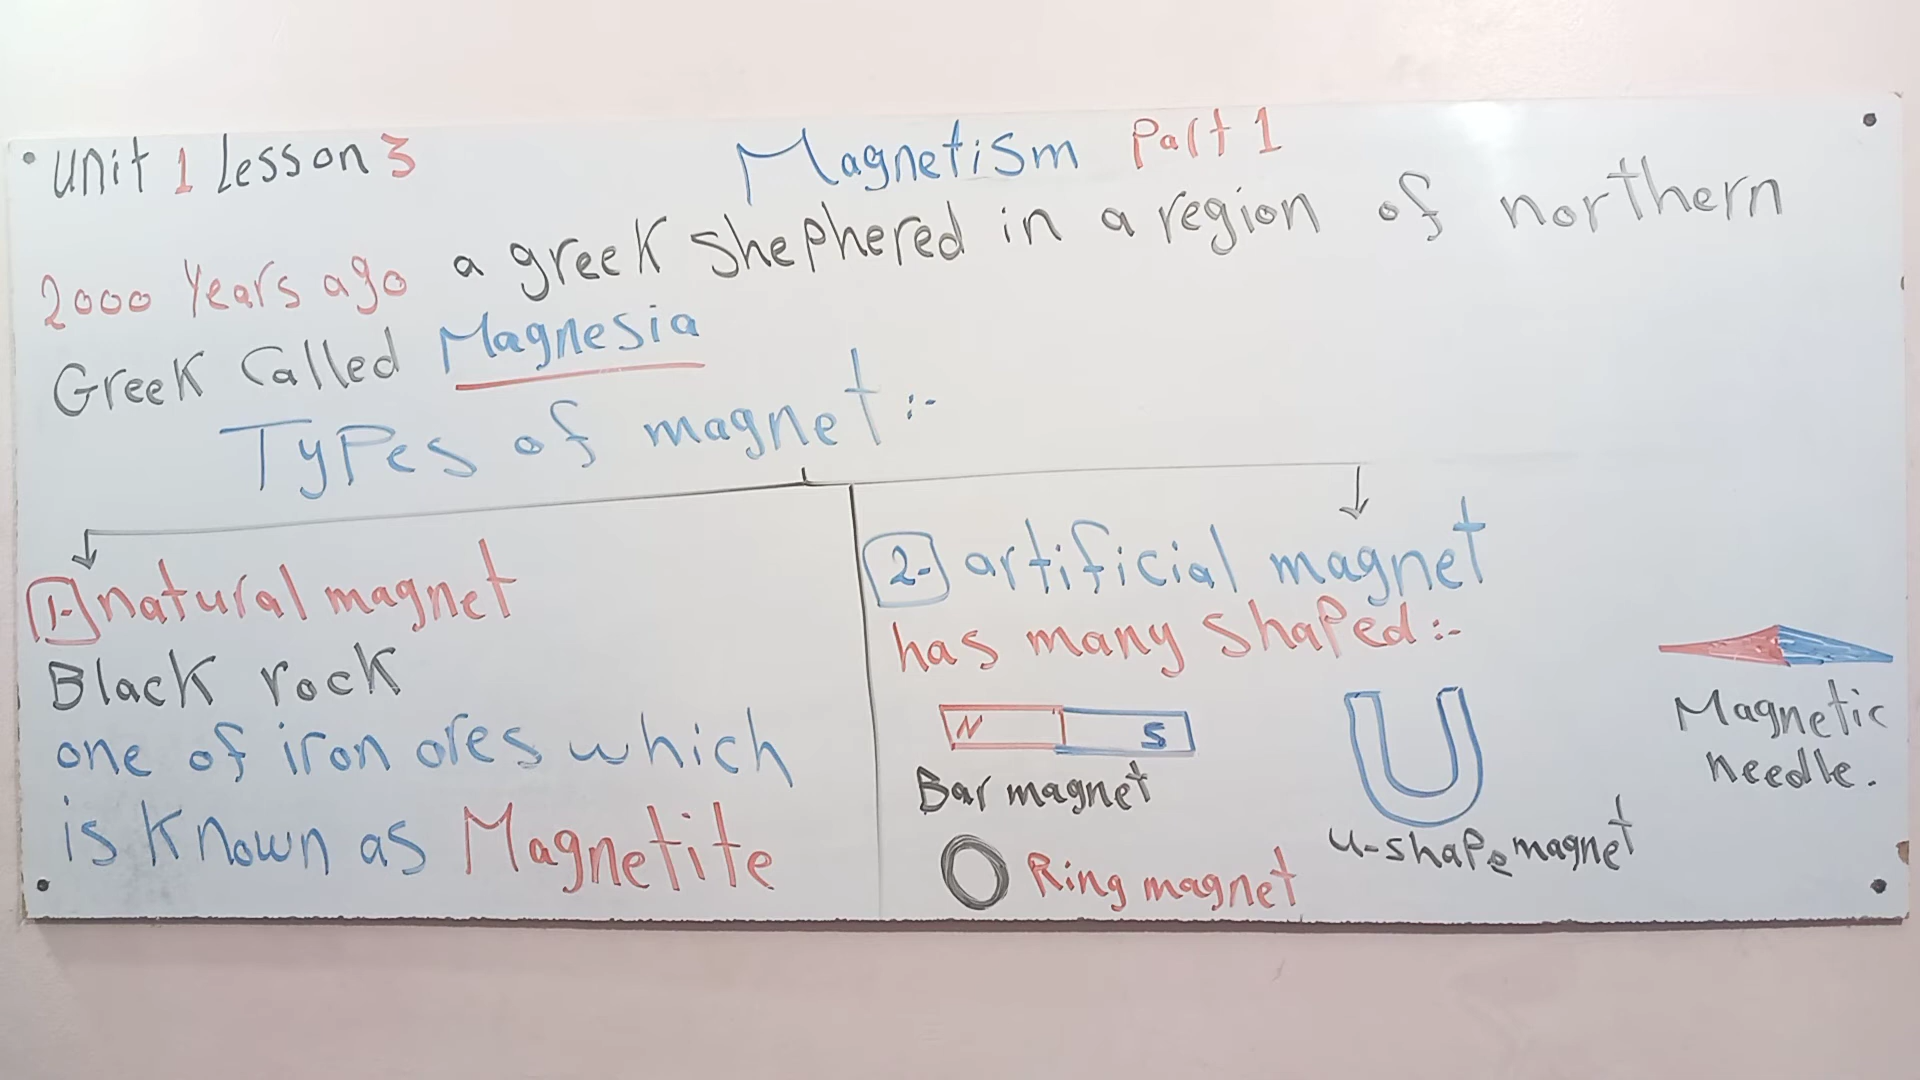 Unit 1 Lesson 3
Magnetism Part 1
2000 Years ago a greek shephered in a region of northern
Greek Called Magnesia
Types of magnet:-
1- natural magnet
Black rock
one of iron ores which
is known as Magnetite
2- artificial magnet
has many shaped:-
N S
Bar magnet
U-shape magnet
Magnetic
needle.
Ring magnet